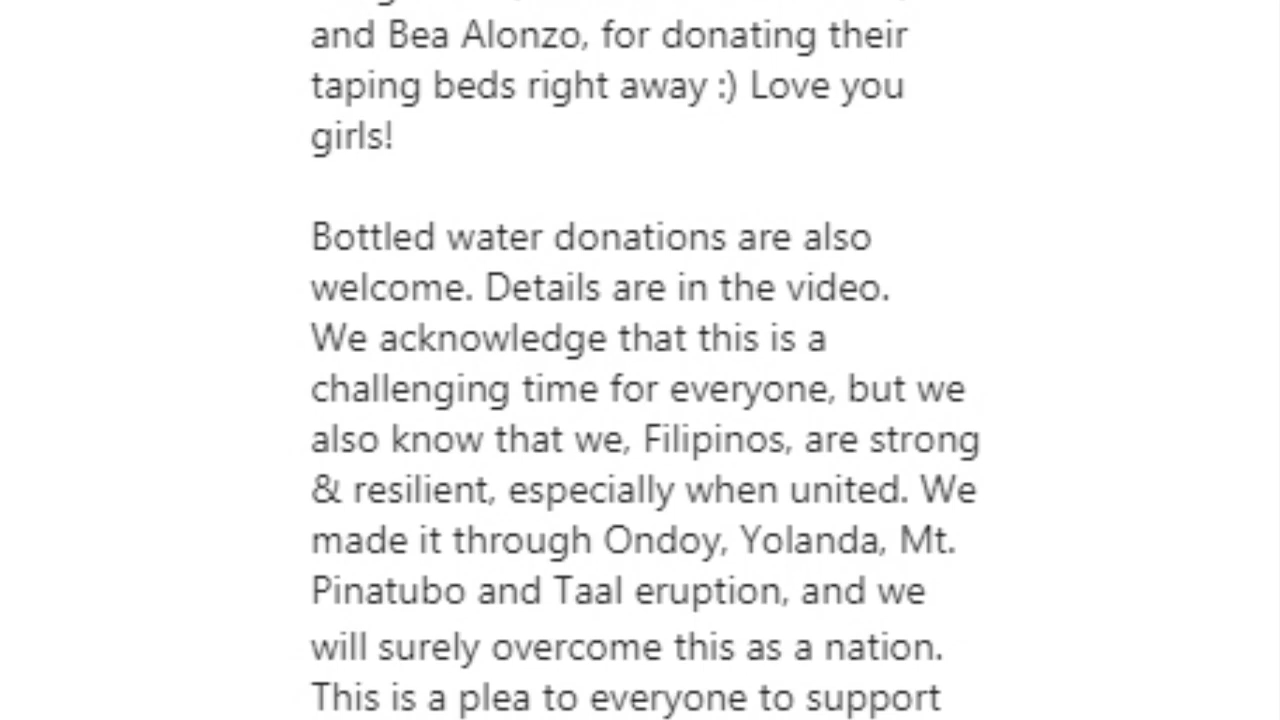 and Bea Alonzo, for donating their
taping beds right away :) Love you
girls!
Bottled water donations are also
welcome. Details are in the video.
We acknowledge that this is a
challenging time for everyone, but we
also know that we, Filipinos, are strong
& resilient, especially when united. We
made it through Ondoy, Yolanda, Mt.
Pinatubo and Taal eruption, and we
will surely overcome this as a nation.
This is a plea to everyone to support